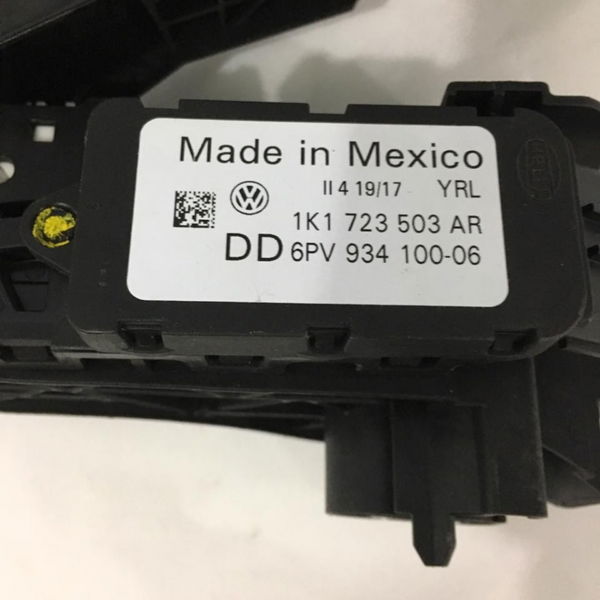 Made in Mexico
II 4 19/17 YRL
1K1 723 503 AR
DD 6PV 934 100-06